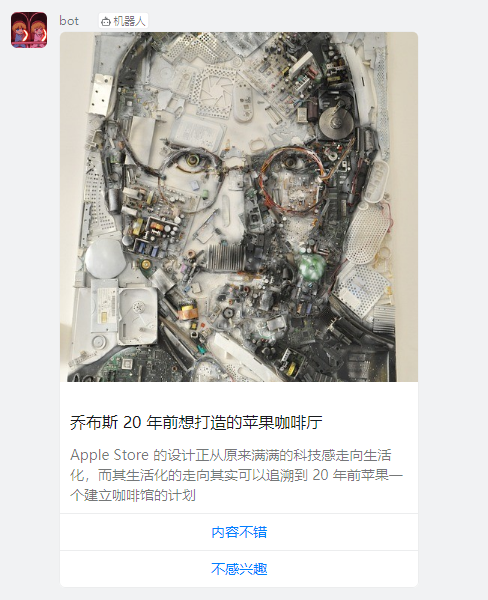 bot 机器人
乔布斯 20 年前想打造的苹果咖啡厅
Apple Store 的设计正从原来满满的科技感走向生活
化，而其生活化的走向其实可以追溯到 20 年前苹果一
个建立咖啡馆的计划
内容不错
不感兴趣